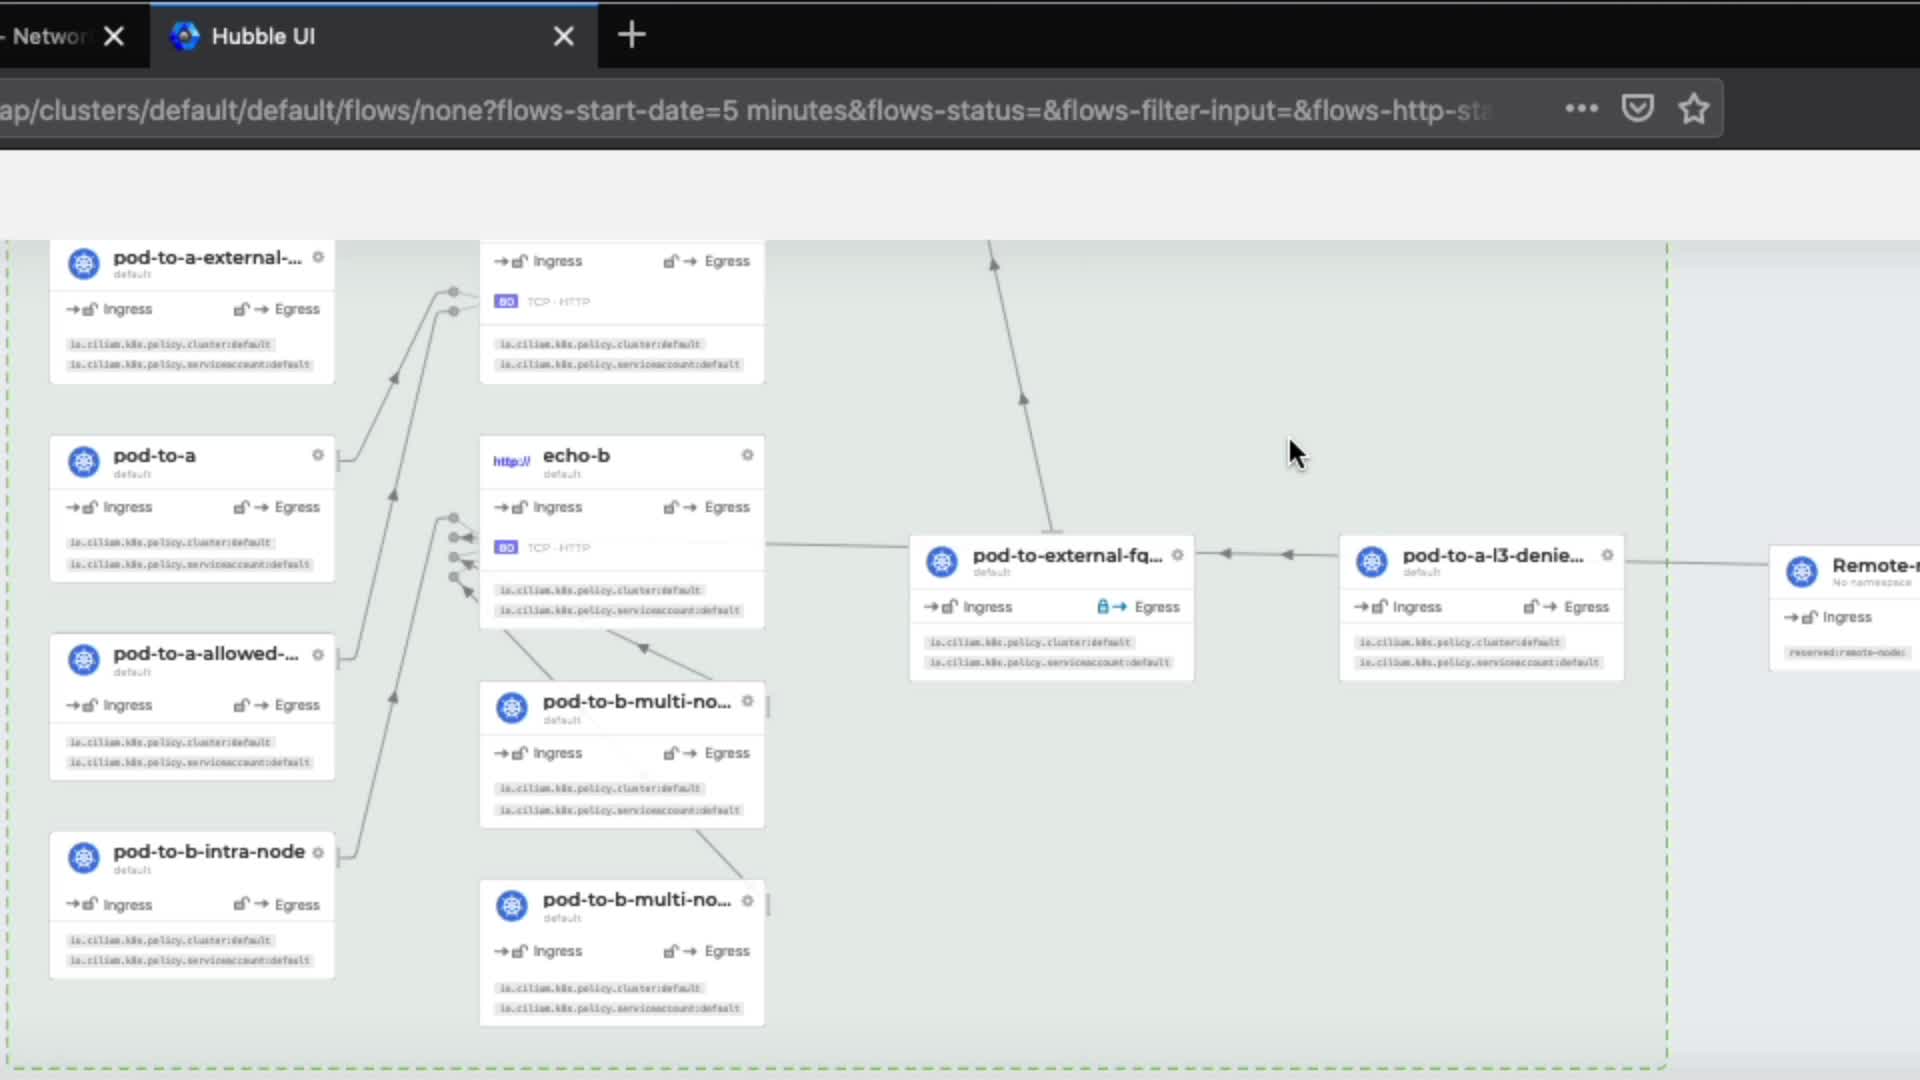 - Networ
Hubble UI
ap/clusters/default/default/flows/none?flows-start-date=5 minutes&flows-status=&flows-filter-input=&flows-http-sta
pod-to-a-external-...
default
Ingress
Egress
io.cilium.k8s.policy.cluster:default
io.cilium.k8s.policy.serviceaccount:default
Ingress
Egress
80
TCP · HTTP
io.cilium.k8s.policy.cluster:default
io.cilium.k8s.policy.serviceaccount:default
pod-to-a
default
Ingress
Egress
io.cilium.k8s.policy.cluster:default
io.cilium.k8s.policy.serviceaccount:default
http://
echo-b
default
Ingress
Egress
80
TCP · HTTP
io.cilium.k8s.policy.cluster:default
io.cilium.k8s.policy.serviceaccount:default
pod-to-external-fq...
default
Ingress
Egress
io.cilium.k8s.policy.cluster:default
io.cilium.k8s.policy.serviceaccount:default
pod-to-a-l3-denie...
default
Ingress
Egress
io.cilium.k8s.policy.cluster:default
io.cilium.k8s.policy.serviceaccount:default
Remote-n
No namespace
Ingress
reserved:remote-node:
pod-to-a-allowed-...
default
Ingress
Egress
io.cilium.k8s.policy.cluster:default
io.cilium.k8s.policy.serviceaccount:default
pod-to-b-multi-no...
default
Ingress
Egress
io.cilium.k8s.policy.cluster:default
io.cilium.k8s.policy.serviceaccount:default
pod-to-b-intra-node
default
Ingress
Egress
io.cilium.k8s.policy.cluster:default
io.cilium.k8s.policy.serviceaccount:default
pod-to-b-multi-no...
default
Ingress
Egress
io.cilium.k8s.policy.cluster:default
io.cilium.k8s.policy.serviceaccount:default